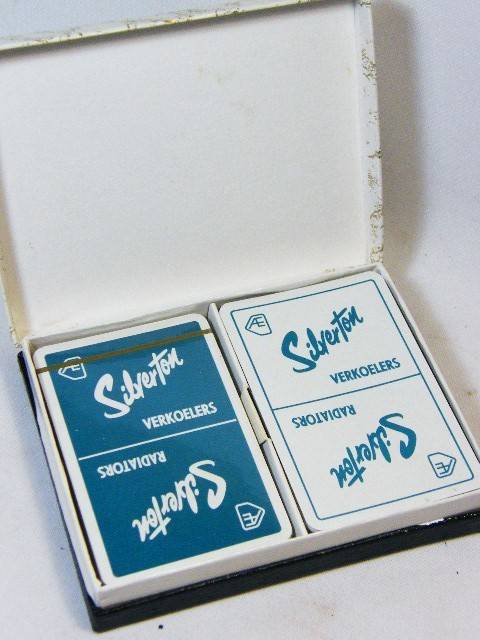 Æ
Silverton
VERKOELERS
RADIATORS
Silverton
Æ
Æ
Silverton
VERKOELERS
RADIATORS
Silverton
Æ